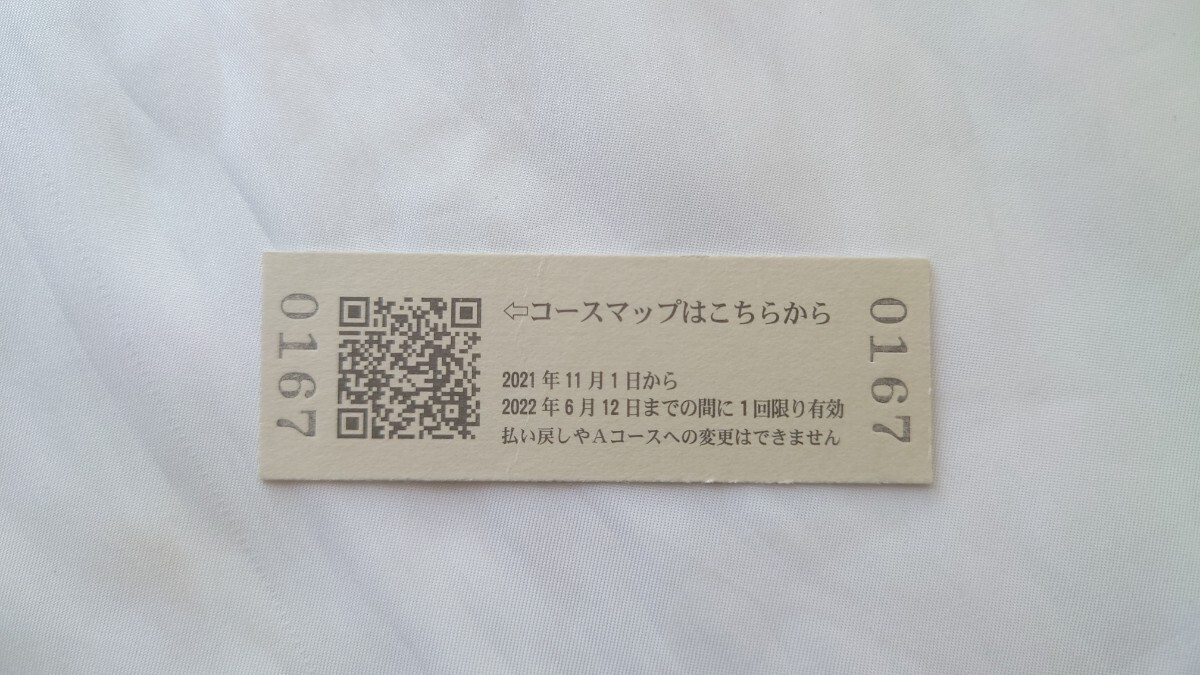 0167
⇦コースマップはこちらから
2021年11月1日から
2022年6月12日までの間に1回限り有効
払い戻しやAコースへの変更はできません
0167